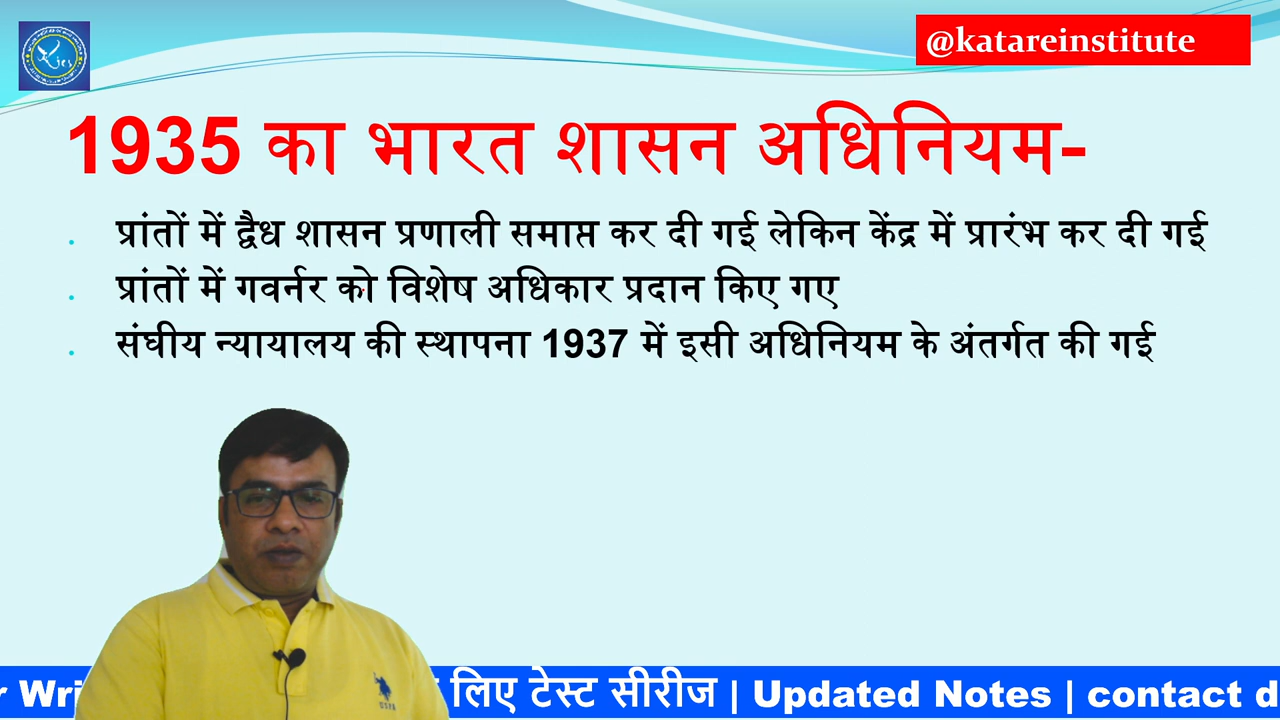 @katareinstitute
1935 का भारत शासन अधिनियम-
प्रांतों में द्वैध शासन प्रणाली समाप्त कर दी गई लेकिन केंद्र में प्रारंभ कर दी गई
प्रांतों में गवर्नर को विशेष अधिकार प्रदान किए गए
संघीय न्यायालय की स्थापना 1937 में इसी अधिनियम के अंतर्गत की गई
लिए टेस्ट सीरीज | Updated Notes | contact
USPA